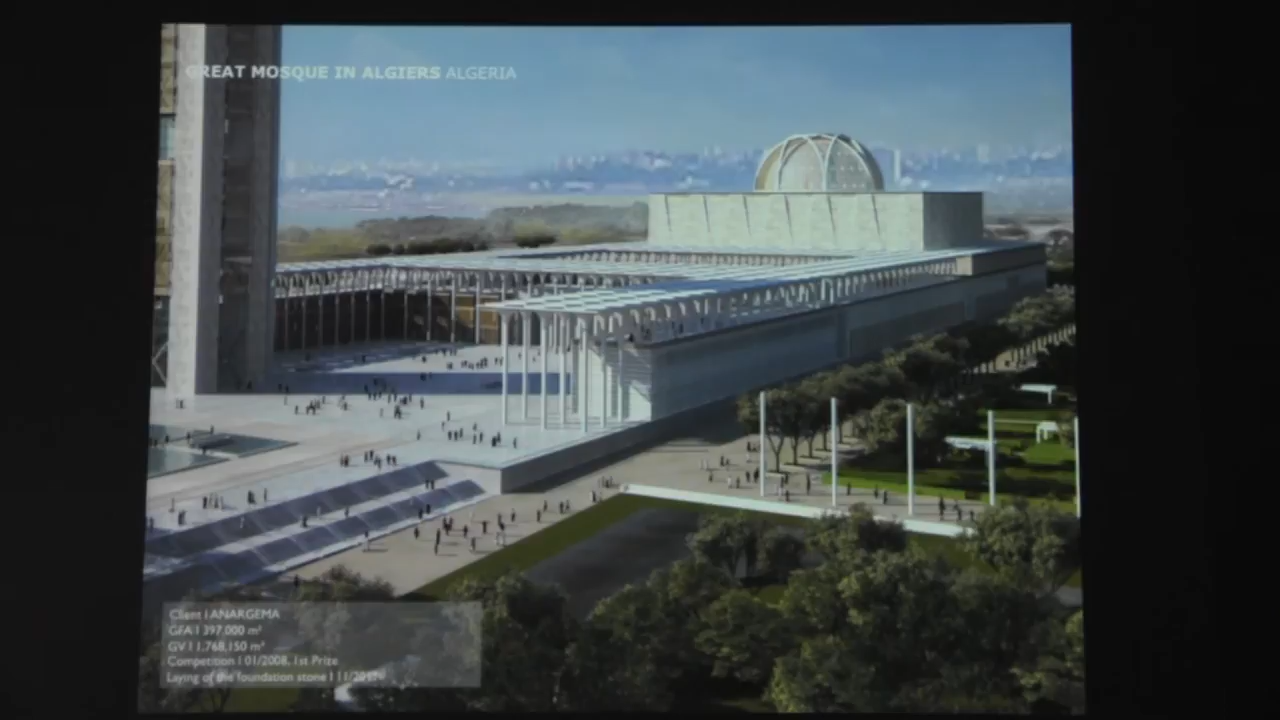 GREAT MOSQUE IN ALGIERS ALGERIA
Client I ANARGEMA
GFA I 397,000 m²
GV I 1.768,150 m³
Competition I 01/2008, 1st Prize
Laying of the foundation stone I